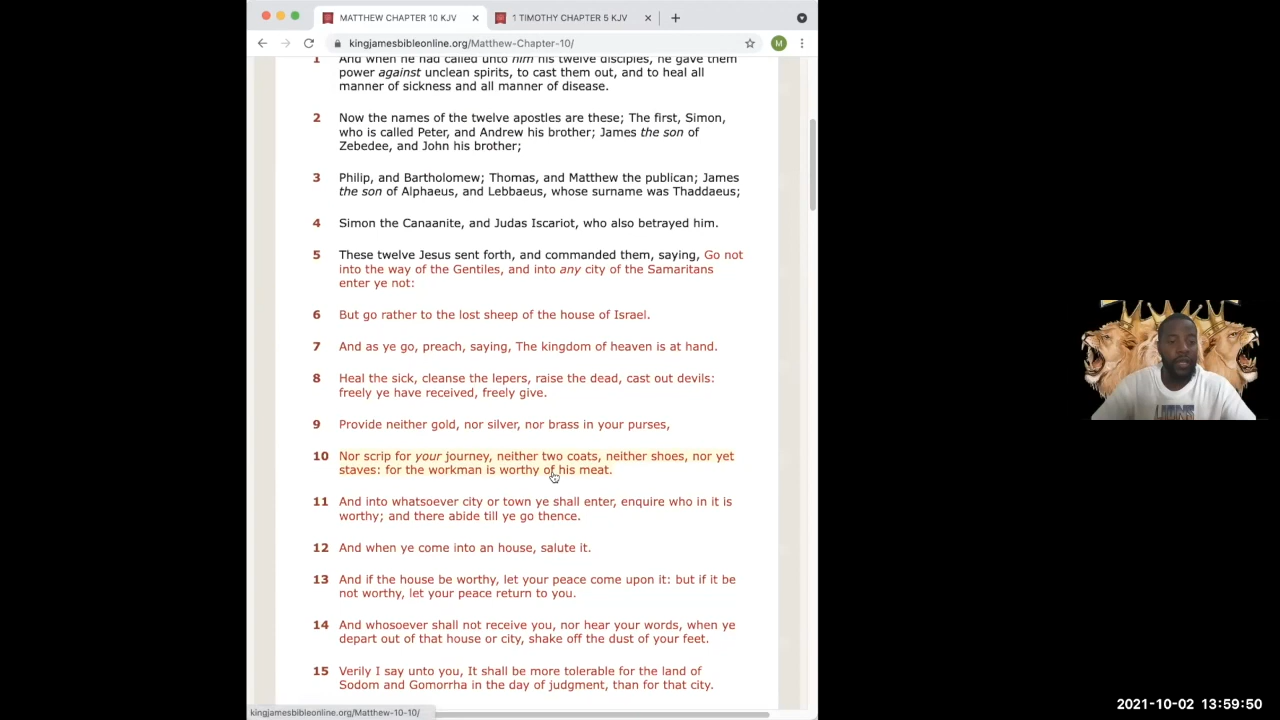 MATTHEW CHAPTER 10 KJV
1 TIMOTHY CHAPTER 5 KJV
kingjamesbibleonline.org/Matthew-Chapter-10/
M
1 And when he had called unto him his twelve disciples, he gave them
power against unclean spirits, to cast them out, and to heal all
manner of sickness and all manner of disease.
2 Now the names of the twelve apostles are these; The first, Simon,
who is called Peter, and Andrew his brother; James the son of
Zebedee, and John his brother;
3 Philip, and Bartholomew; Thomas, and Matthew the publican; James
the son of Alphaeus, and Lebbaeus, whose surname was Thaddaeus;
4 Simon the Canaanite, and Judas Iscariot, who also betrayed him.
5 These twelve Jesus sent forth, and commanded them, saying, Go not
into the way of the Gentiles, and into any city of the Samaritans
enter ye not:
6 But go rather to the lost sheep of the house of Israel.
7 And as ye go, preach, saying, The kingdom of heaven is at hand.
8 Heal the sick, cleanse the lepers, raise the dead, cast out devils:
freely ye have received, freely give.
9 Provide neither gold, nor silver, nor brass in your purses,
10 Nor scrip for your journey, neither two coats, neither shoes, nor yet
staves: for the workman is worthy of his meat.
11 And into whatsoever city or town ye shall enter, enquire who in it is
worthy; and there abide till ye go thence.
12 And when ye come into an house, salute it.
13 And if the house be worthy, let your peace come upon it: but if it be
not worthy, let your peace return to you.
14 And whosoever shall not receive you, nor hear your words, when ye
depart out of that house or city, shake off the dust of your feet.
15 Verily I say unto you, It shall be more tolerable for the land of
Sodom and Gomorrha in the day of judgment, than for that city.
kingjamesbibleonline.org/Matthew-10-10/
2021-10-02 13:59:50